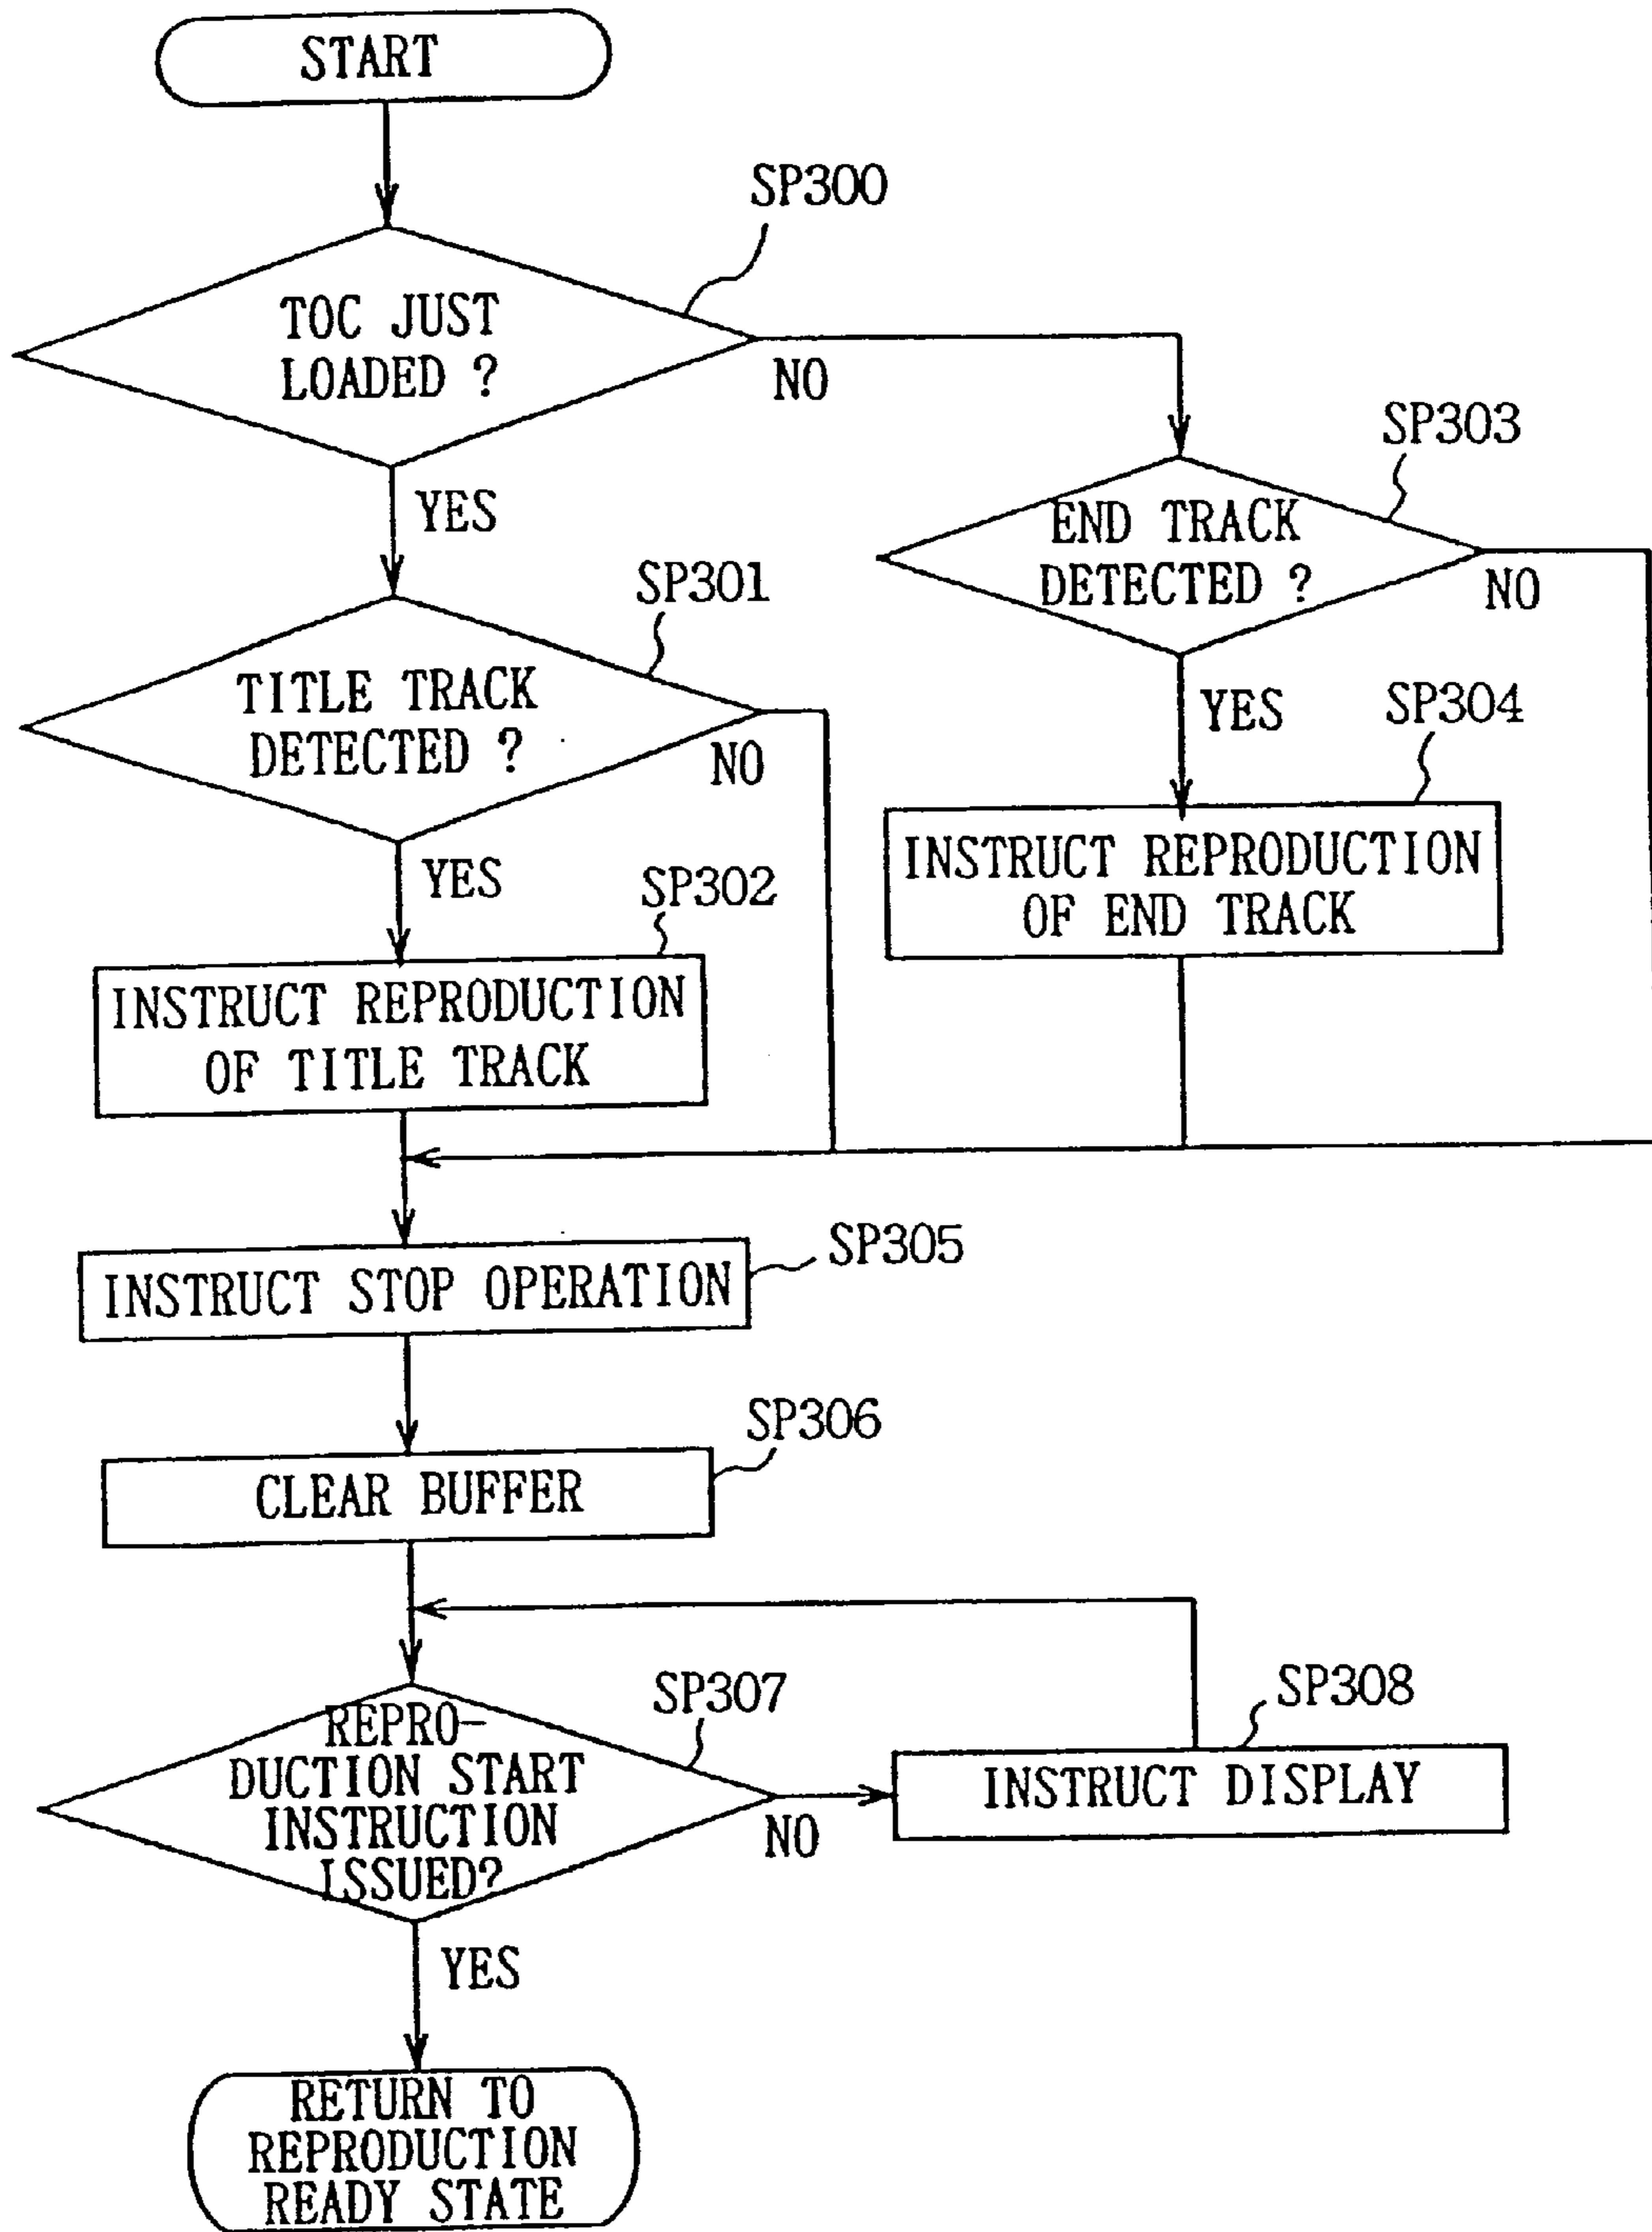 START
SP300
TOC JUST
LOADED ?
NO
YES
SP303
END TRACK
DETECTED ?
NO
YES
SP301
TITLE TRACK
DETECTED ?
NO
YES
SP304
INSTRUCT REPRODUCTION
OF END TRACK
SP302
INSTRUCT REPRODUCTION
OF TITLE TRACK
SP305
INSTRUCT STOP OPERATION
SP306
CLEAR BUFFER
SP307
REPRO-
DUCTION START
INSTRUCTION
ISSUED?
NO
SP308
INSTRUCT DISPLAY
YES
RETURN TO
REPRODUCTION
READY STATE